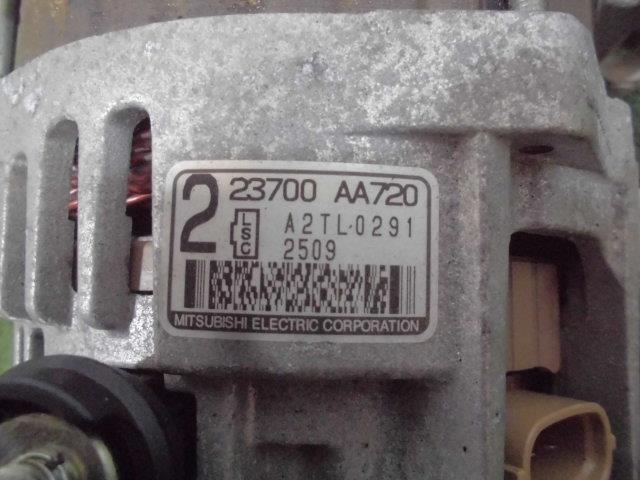 2 23700 AA720
LSC A2TL0291
2509
MITSUBISHI ELECTRIC CORPORATION